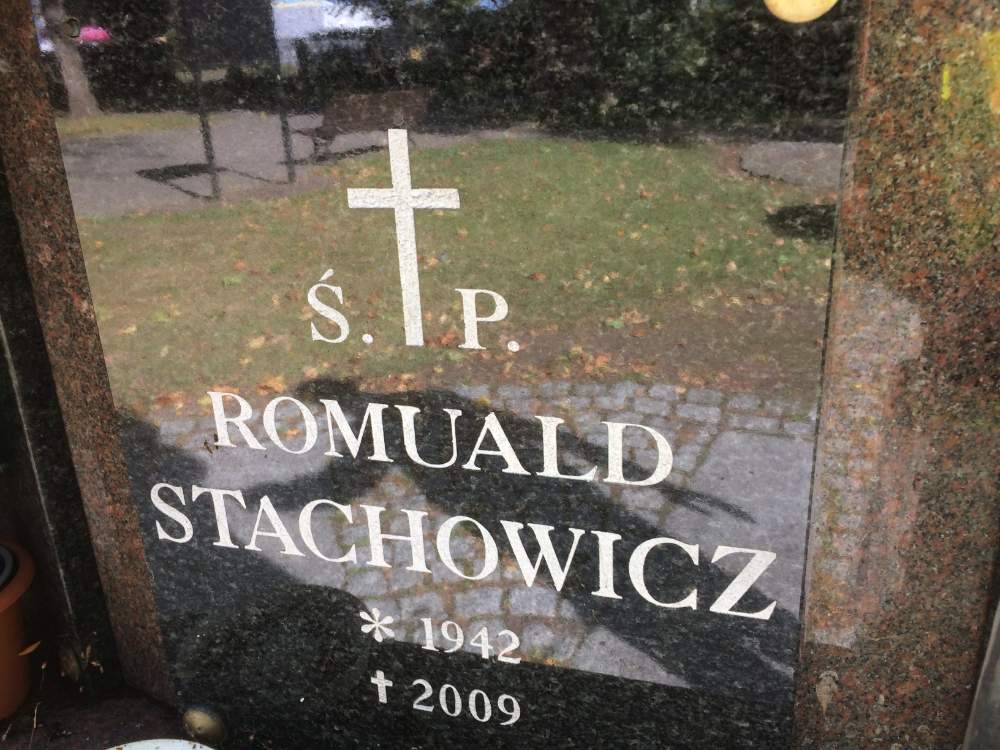 Ś. P.
ROMUALD
STACHOWICZ
* 1942
✝ 2009